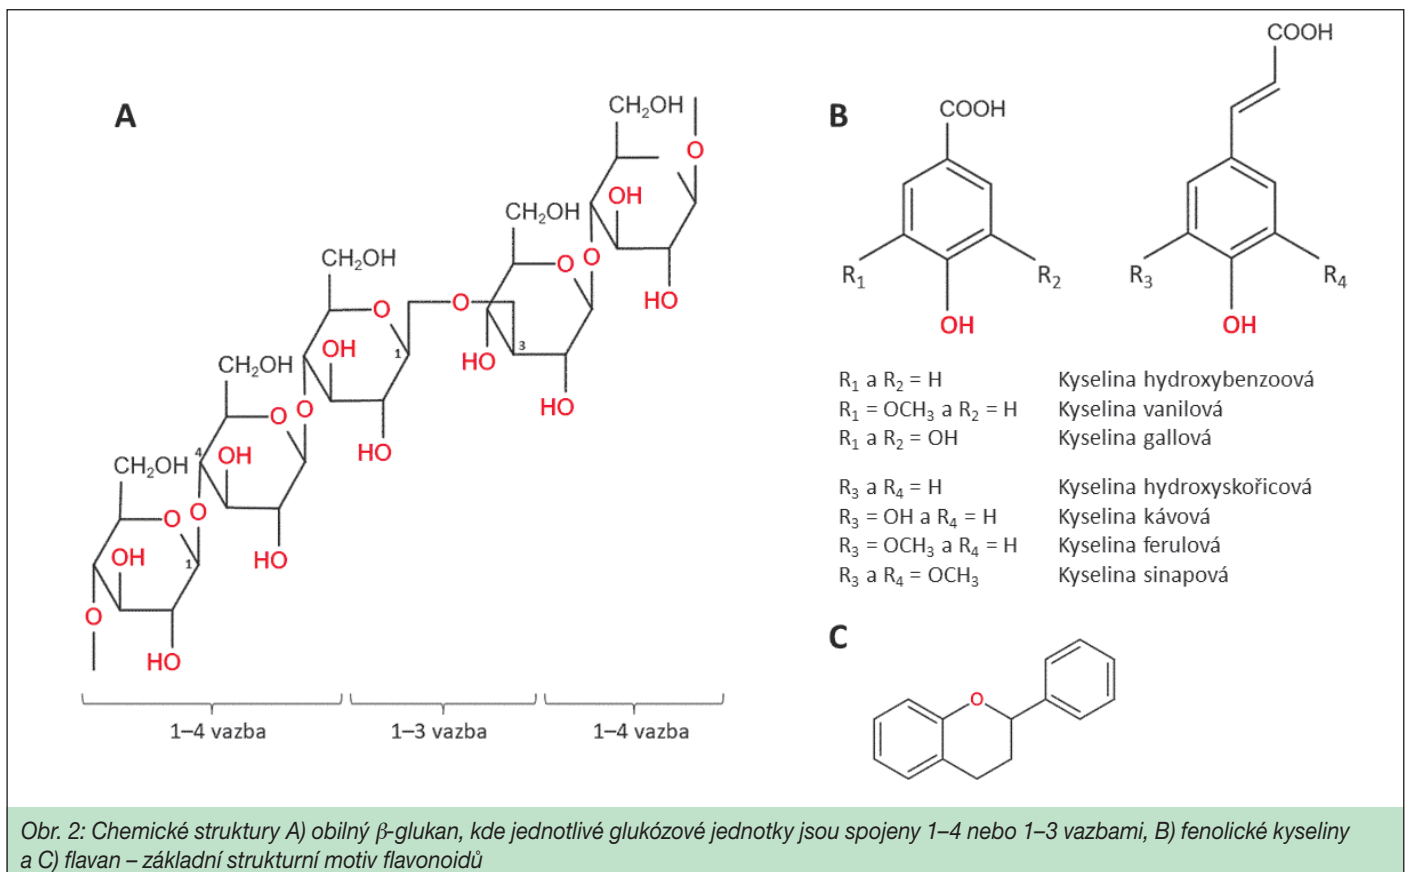 A
CH₂OH
O
OH
HO
CH₂OH
O
OH
O
HO
CH₂OH
O
O
3
HO
HO
CH₂OH
O
OH
1
O
HO
CH₂OH
O
4
OH
O
HO
CH₂OH
O
OH
1
O
HO
1–4 vazba
1–3 vazba
1–4 vazba
B
COOH
R₁
R₂
OH
COOH
R₃
R₄
OH
R₁ a R₂ = H Kyselina hydroxybenzoová
R₁ = OCH₃ a R₂ = H Kyselina vanilová
R₁ a R₂ = OH Kyselina gallová
R₃ a R₄ = H Kyselina hydroxyskořicová
R₃ = OH a R₄ = H Kyselina kávová
R₃ = OCH₃ a R₄ = H Kyselina ferulová
R₃ a R₄ = OCH₃ Kyselina sinapová
C
O
Obr. 2: Chemické struktury A) obilný β-glukan, kde jednotlivé glukózové jednotky jsou spojeny 1–4 nebo 1–3 vazbami, B) fenolické kyseliny
a C) flavan – základní strukturní motiv flavonoidů